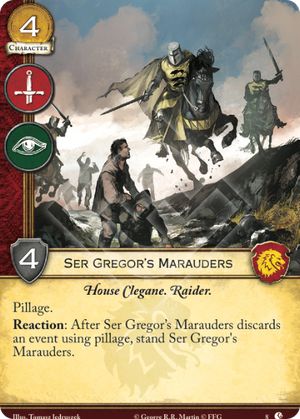 4
CHARACTER
4
SER GREGOR'S MARAUDERS
House Clegane. Raider.
Pillage.
Reaction: After Ser Gregor's Marauders discards
an event using pillage, stand Ser Gregor's
Marauders.
Illus. Tomasz Jedruszek © George R.R. Martin © FFG 8